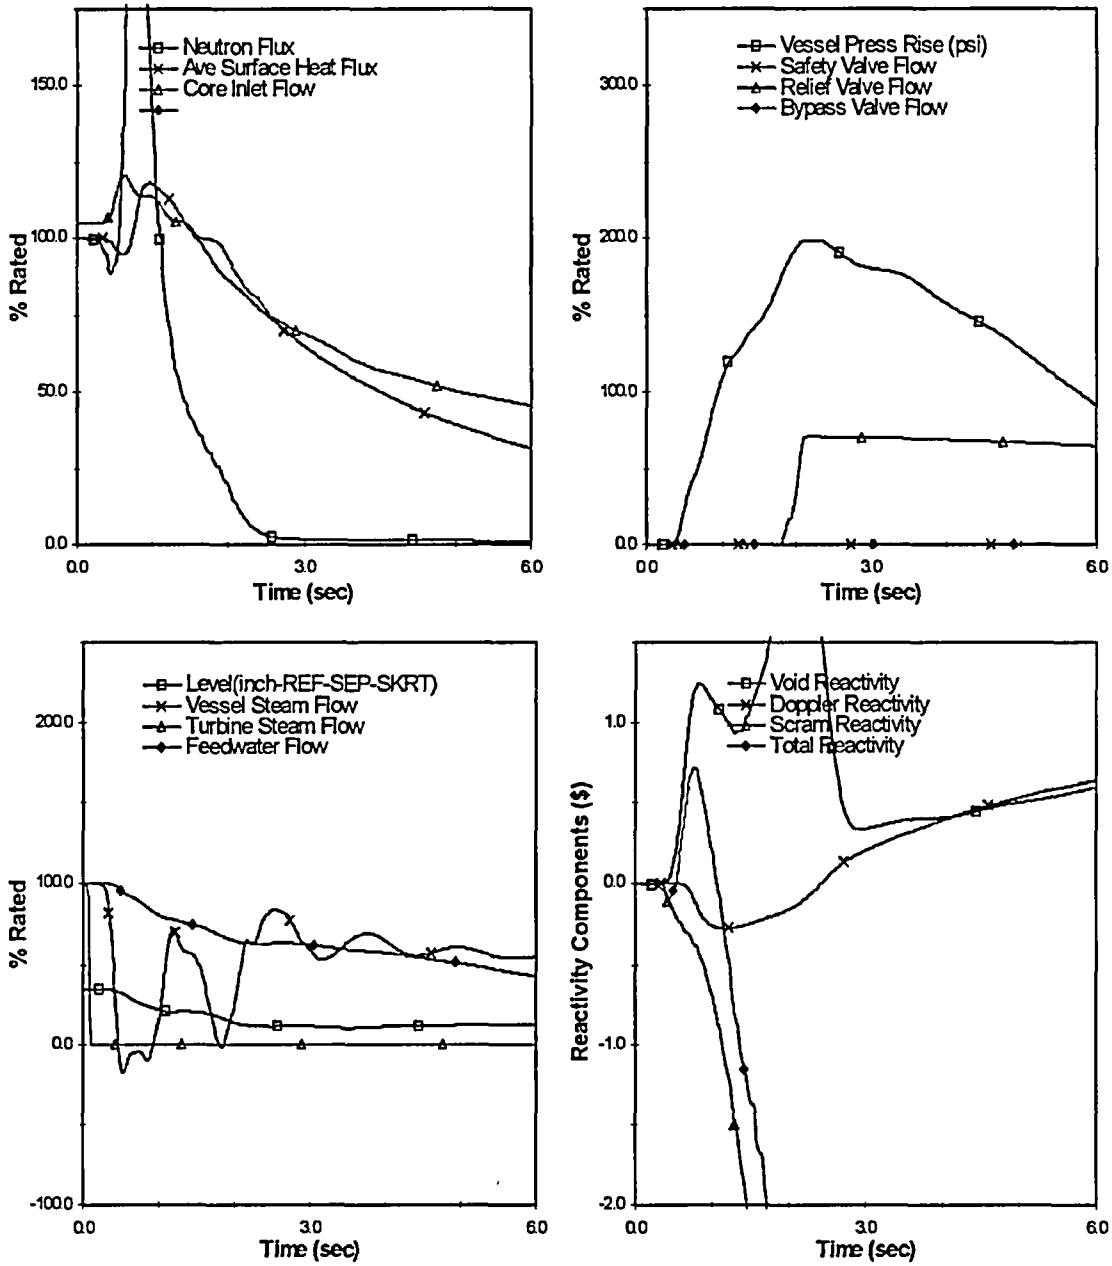 Neutron Flux
Ave Surface Heat Flux
Core Inlet Flow
150.0
100.0
50.0
0.0
% Rated
0.0 3.0 6.0
Time (sec)
Vessel Press Rise (psi)
Safety Valve Flow
Relief Valve Flow
Bypass Valve Flow
300.0
200.0
100.0
0.0
% Rated
0.0 3.0 6.0
Time (sec)
Level(inch-REF-SEP-SKRT)
Vessel Steam Flow
Turbine Steam Flow
Feedwater Flow
200.0
100.0
0.0
-100.0
% Rated
0.0 3.0 6.0
Time (sec)
Void Reactivity
Doppler Reactivity
Scram Reactivity
Total Reactivity
1.0
0.0
-1.0
-2.0
Reactivity Components ($)
0.0 3.0 6.0
Time (sec)